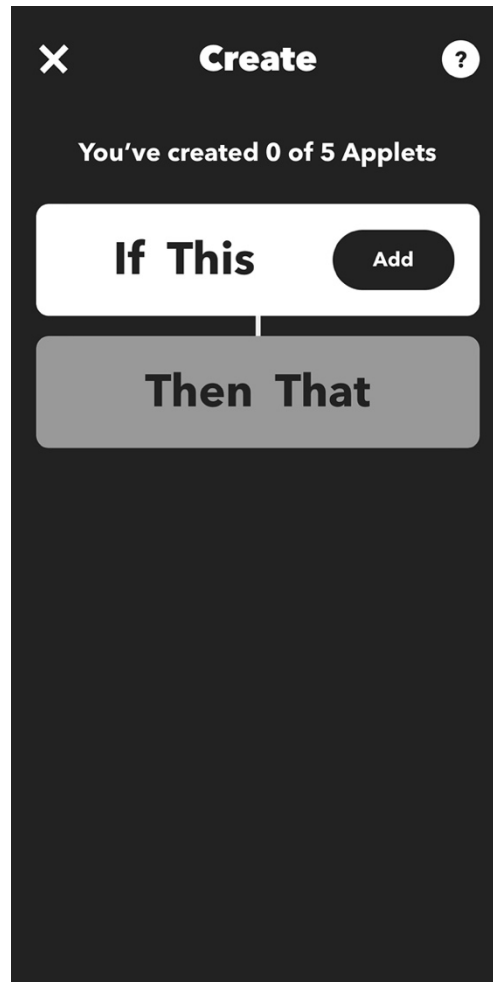 Create
?
You’ve created 0 of 5 Applets
If This
Add
Then That